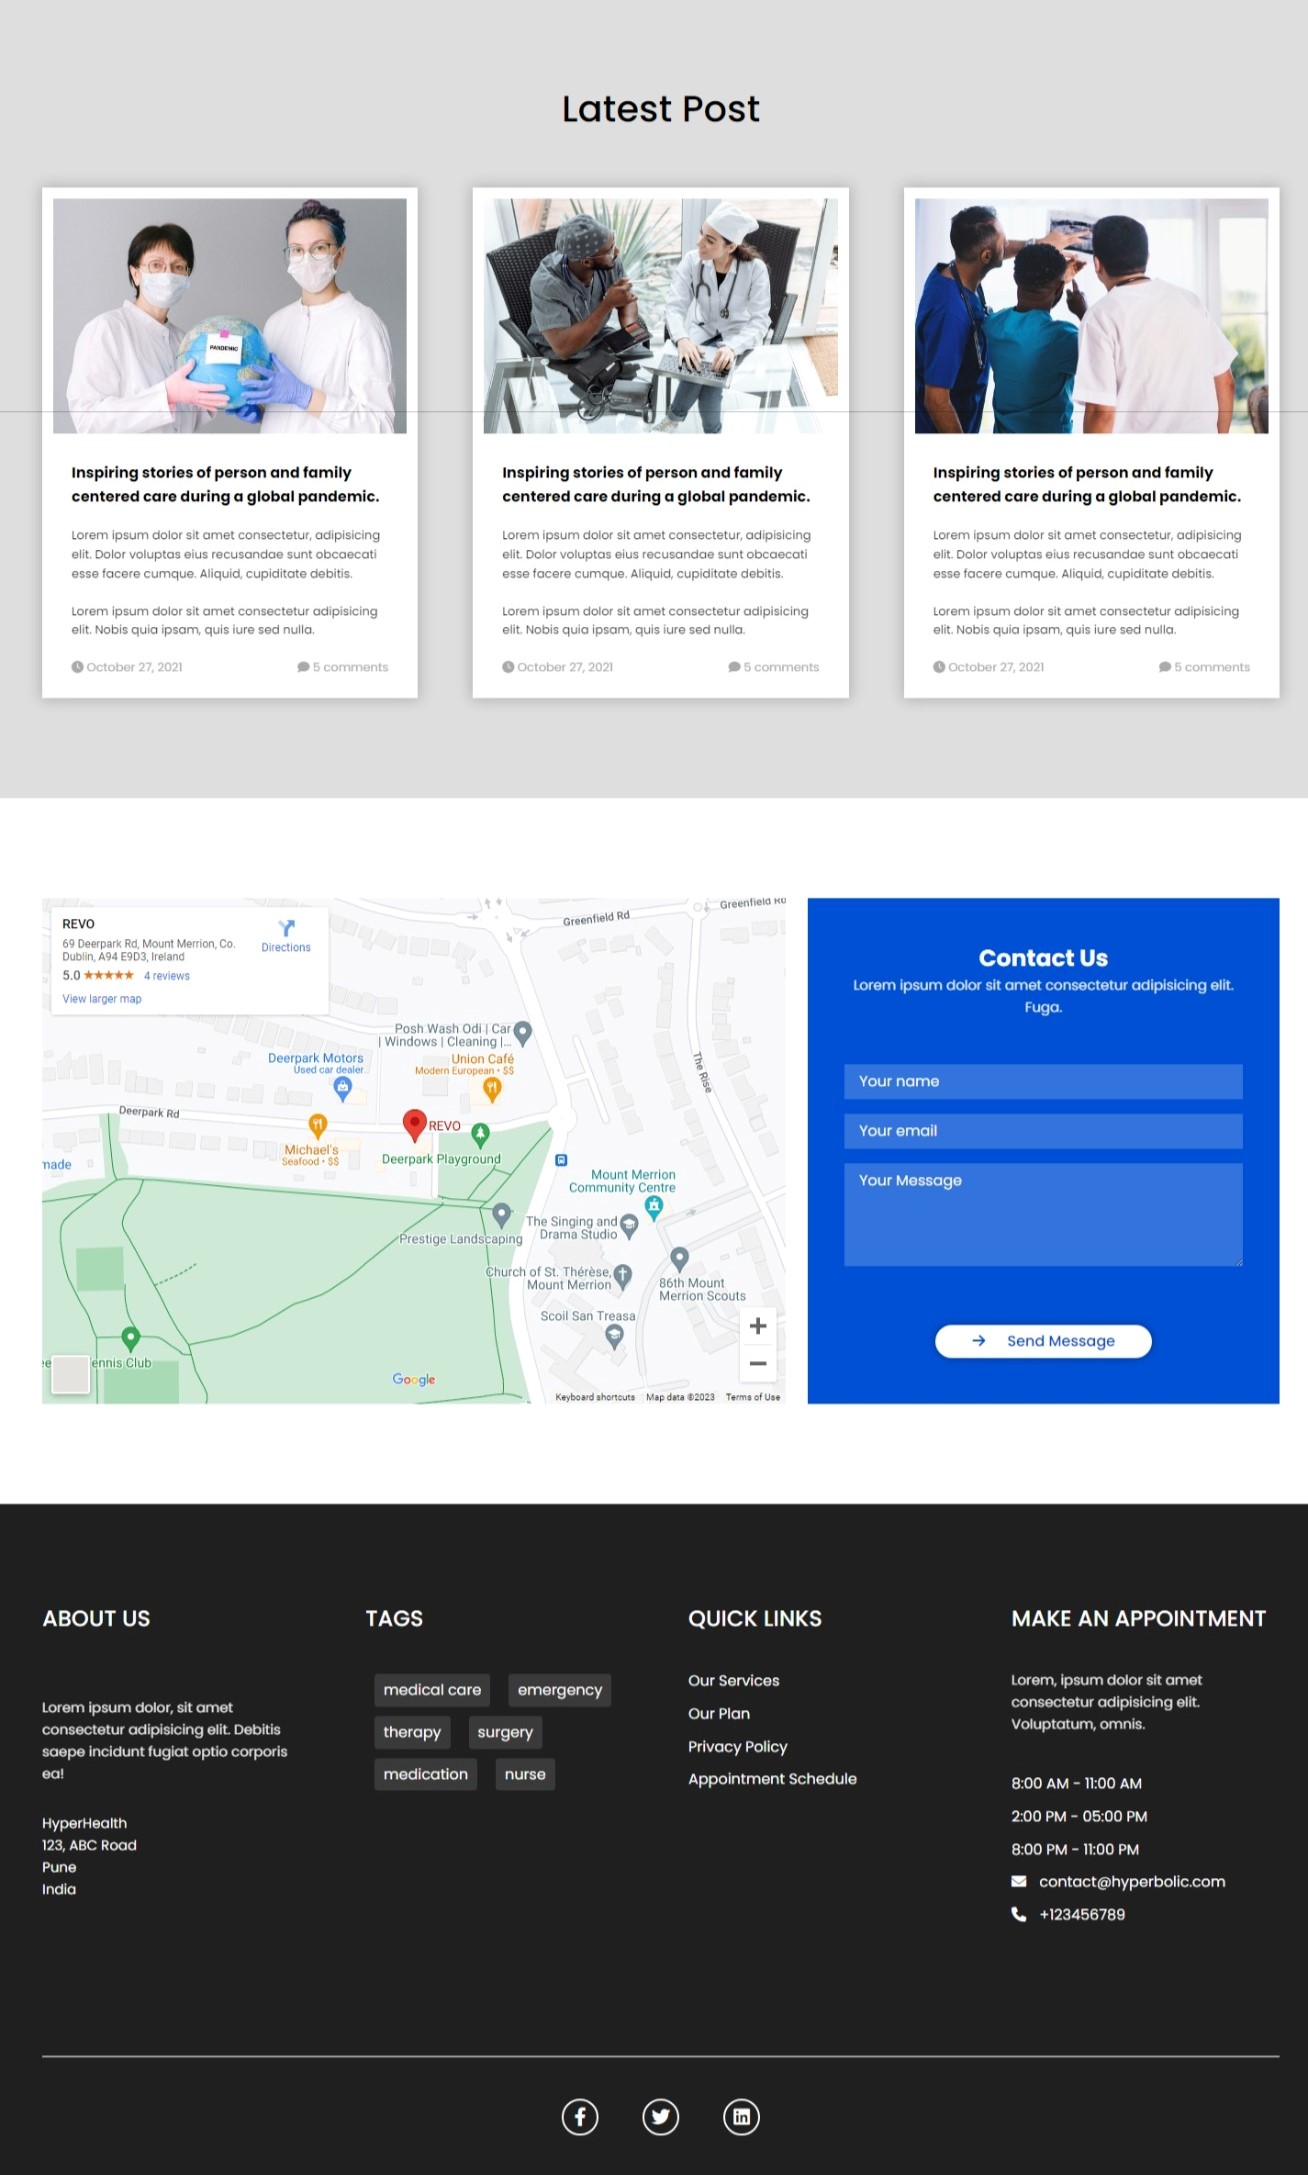 Latest Post
PANDEMIC
Inspiring stories of person and family
centered care during a global pandemic.
Lorem ipsum dolor sit amet consectetur, adipisicing
elit. Dolor voluptas eius recusandae sunt obcaecati
esse facere cumque. Aliquid, cupiditate debitis.
Lorem ipsum dolor sit amet consectetur adipisicing
elit. Nobis quia ipsam, quis iure sed nulla.
October 27, 2021
5 comments
Inspiring stories of person and family
centered care during a global pandemic.
Lorem ipsum dolor sit amet consectetur, adipisicing
elit. Dolor voluptas eius recusandae sunt obcaecati
esse facere cumque. Aliquid, cupiditate debitis.
Lorem ipsum dolor sit amet consectetur adipisicing
elit. Nobis quia ipsam, quis iure sed nulla.
October 27, 2021
5 comments
Inspiring stories of person and family
centered care during a global pandemic.
Lorem ipsum dolor sit amet consectetur, adipisicing
elit. Dolor voluptas eius recusandae sunt obcaecati
esse facere cumque. Aliquid, cupiditate debitis.
Lorem ipsum dolor sit amet consectetur adipisicing
elit. Nobis quia ipsam, quis iure sed nulla.
October 27, 2021
5 comments
REVO
69 Deerpark Rd, Mount Merrion, Co.
Dublin, A94 E9D3, Ireland
5.0 ★★★★★ 4 reviews
View larger map
Directions
Greenfield Rd
Greenfield Rd
Posh Wash Odi | Car
| Windows | Cleaning |...
Deerpark Motors
Used car dealer
Union Café
Modern European • $$
The Rise
Deerpark Rd
REVO
Michael's
Seafood • $$
Deerpark Playground
made
Mount Merrion
Community Centre
The Singing and
Drama Studio
Prestige Landscaping
Church of St. Thérèse,
Mount Merrion
86th Mount
Merrion Scouts
Scoil San Treasa
ennis Club
Google
Keyboard shortcuts
Map data ©2023
Terms of Use
Contact Us
Lorem ipsum dolor sit amet consectetur adipisicing elit.
Fuga.
Your name
Your email
Your Message
Send Message
ABOUT US
Lorem ipsum dolor, sit amet
consectetur adipisicing elit. Debitis
saepe incidunt fugiat optio corporis
ea!
HyperHealth
123, ABC Road
Pune
India
TAGS
medical care
emergency
therapy
surgery
medication
nurse
QUICK LINKS
Our Services
Our Plan
Privacy Policy
Appointment Schedule
MAKE AN APPOINTMENT
Lorem, ipsum dolor sit amet
consectetur adipisicing elit.
Voluptatum, omnis.
8:00 AM - 11:00 AM
2:00 PM - 05:00 PM
8:00 PM - 11:00 PM
contact@hyperbolic.com
+123456789